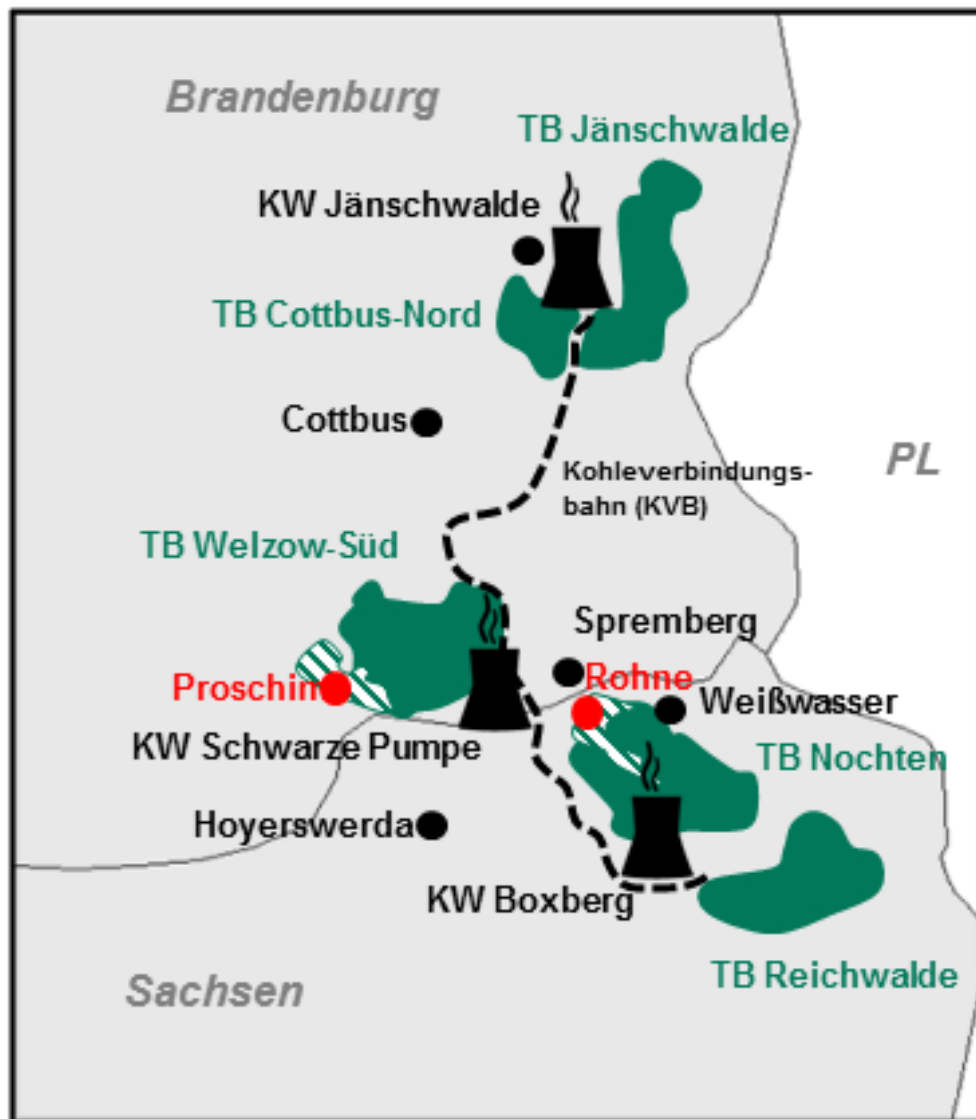 Brandenburg
TB Jänschwalde
KW Jänschwalde
TB Cottbus-Nord
Cottbus
PL
Kohleverbindungs-
bahn (KVB)
TB Welzow-Süd
Spremberg
Proschim
Rohne
Weißwasser
KW Schwarze Pumpe
TB Nochten
Hoyerswerda
KW Boxberg
TB Reichwalde
Sachsen